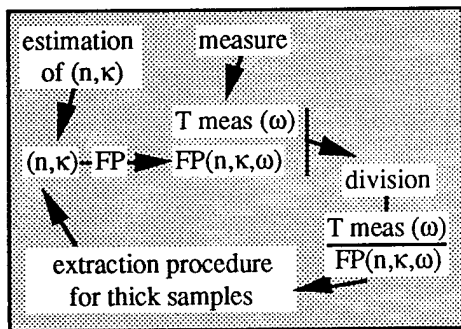 estimation
of (n,κ)
measure
T meas (ω)
(n,κ)
FP
FP(n,κ,ω)
division
T meas (ω)
FP(n,κ,ω)
extraction procedure
for thick samples